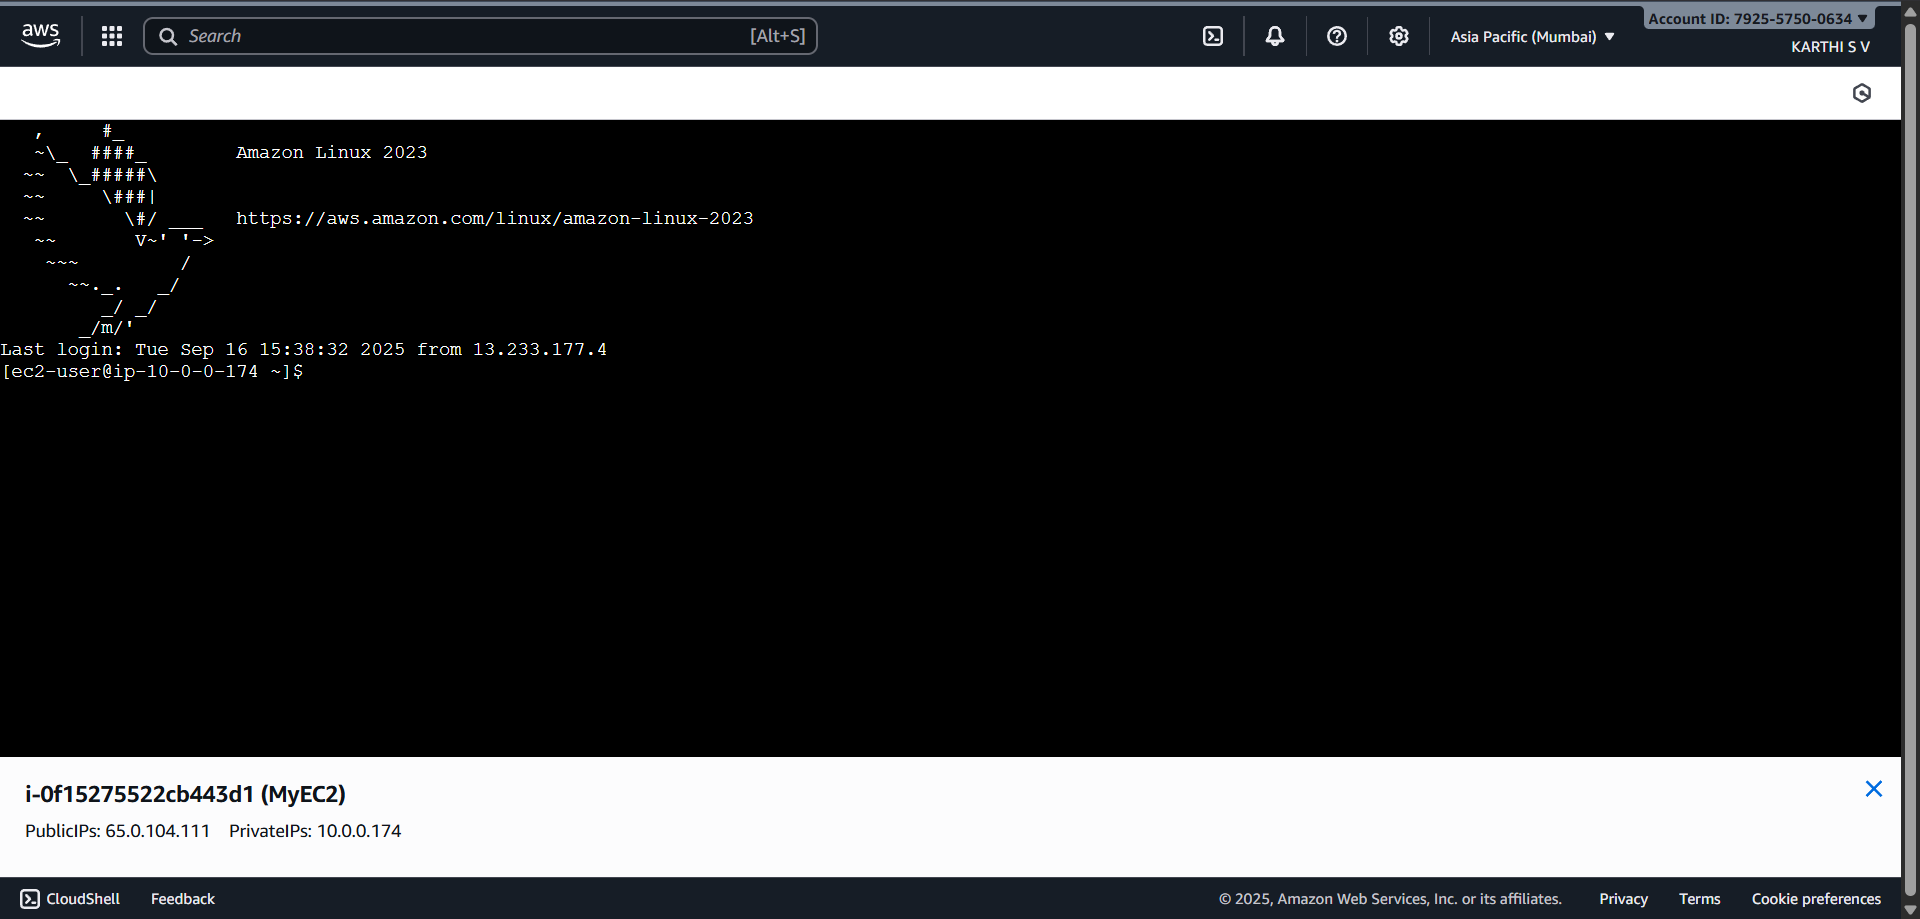 aws Search [Alt+S] Asia Pacific (Mumbai) ▼ Account ID: 7925-5750-0634 ▼
KARTHI S V
   ,     #_
   ~\_  ####_        Amazon Linux 2023
  ~~  \_#####\
  ~~     \###|
  ~~       \#/ ___   https://aws.amazon.com/linux/amazon-linux-2023
   ~~       V~' '->
    ~~~         /
      ~~._.   _/
         _/ _/
       _/m/'
Last login: Tue Sep 16 15:38:32 2025 from 13.233.177.4
[ec2-user@ip-10-0-0-174 ~]$
i-0f15275522cb443d1 (MyEC2)
PublicIPs: 65.0.104.111 PrivateIPs: 10.0.0.174
CloudShell Feedback © 2025, Amazon Web Services, Inc. or its affiliates. Privacy Terms Cookie preferences